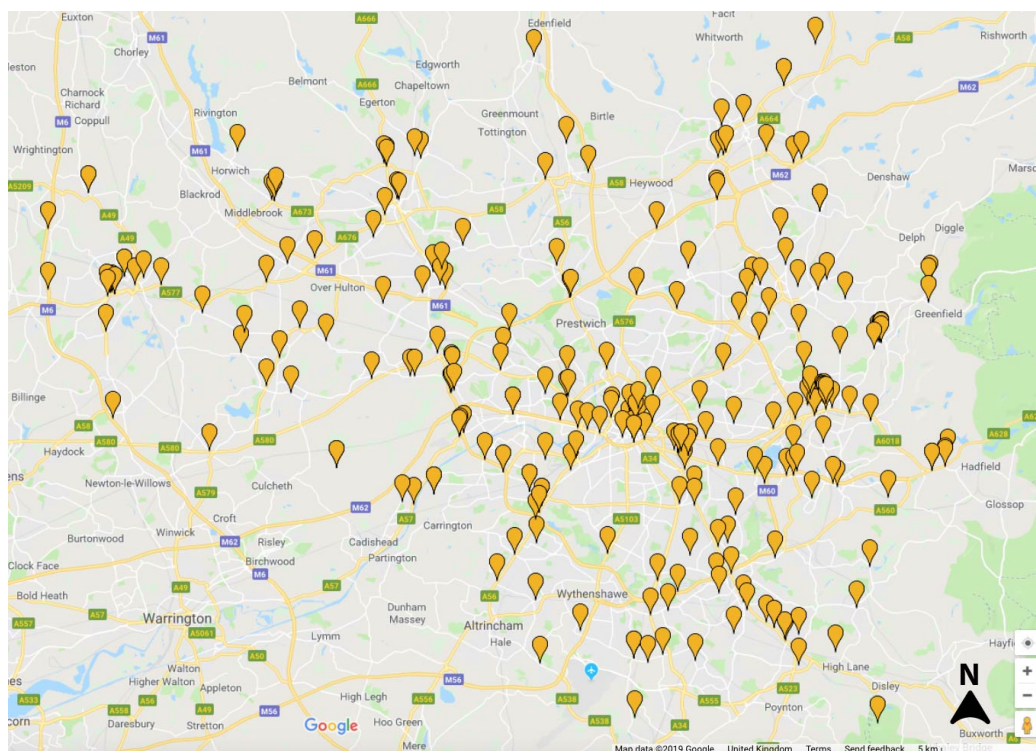 Euxton
M61
A666
Edenfield
Facit
Whitworth
A58
Rishworth
Chorley
Edgworth
Belmont
Chapeltown
A666
Egerton
Charnock
Richard
Coppull
M6
Rivington
Greenmount
Tottington
Birtle
A664
M62
Wrightington
M61
Horwich
Blackrod
A5209
Middlebrook
A673
A58
A58
Heywood
M62
Denshaw
A49
A49
A676
A56
Delph
Diggle
M61
Over Hulton
A577
M6
M61
Prestwich
A576
Greenfield
Billinge
A58
A580
A580
A580
Haydock
A34
A6018
A628
Hadfield
Newton-le-Willows
Culcheth
A579
M60
Glossop
M62
A57
A560
Croft
Carrington
A5103
Burtonwood
Winwick
Risley
M62
Cadishead
Partington
Birchwood
Clock Face
M6
Bold Heath
A57
A49
A57
A56
Wythenshawe
Dunham
Massey
A557
Warrington
A5061
Lymm
Altrincham
Hale
A50
Walton
Higher Walton
Appleton
M56
High Lane
A533
A56
A49
A558
Daresbury
Stretton
M56
High Legh
A556
A538
A538
A555
A34
A523
Poynton
Disley
N
Google
Hoo Green
Mere
Buxworth
Map data ©2019 Google
United Kingdom
Terms
Send feedback
5 km